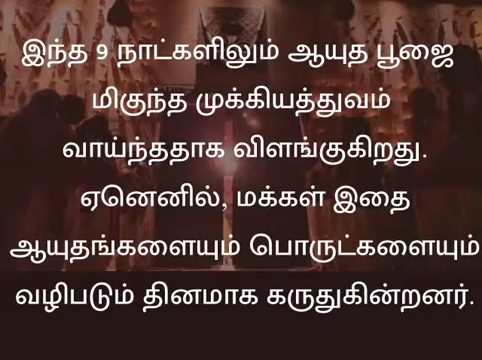 இந்த 9 நாட்களிலும் ஆயுத பூஜை
மிகுந்த முக்கியத்துவம்
வாய்ந்ததாக விளங்குகிறது.
ஏனெனில், மக்கள் இதை
ஆயுதங்களையும் பொருட்களையும்
வழிபடும் தினமாக கருதுகின்றனர்.